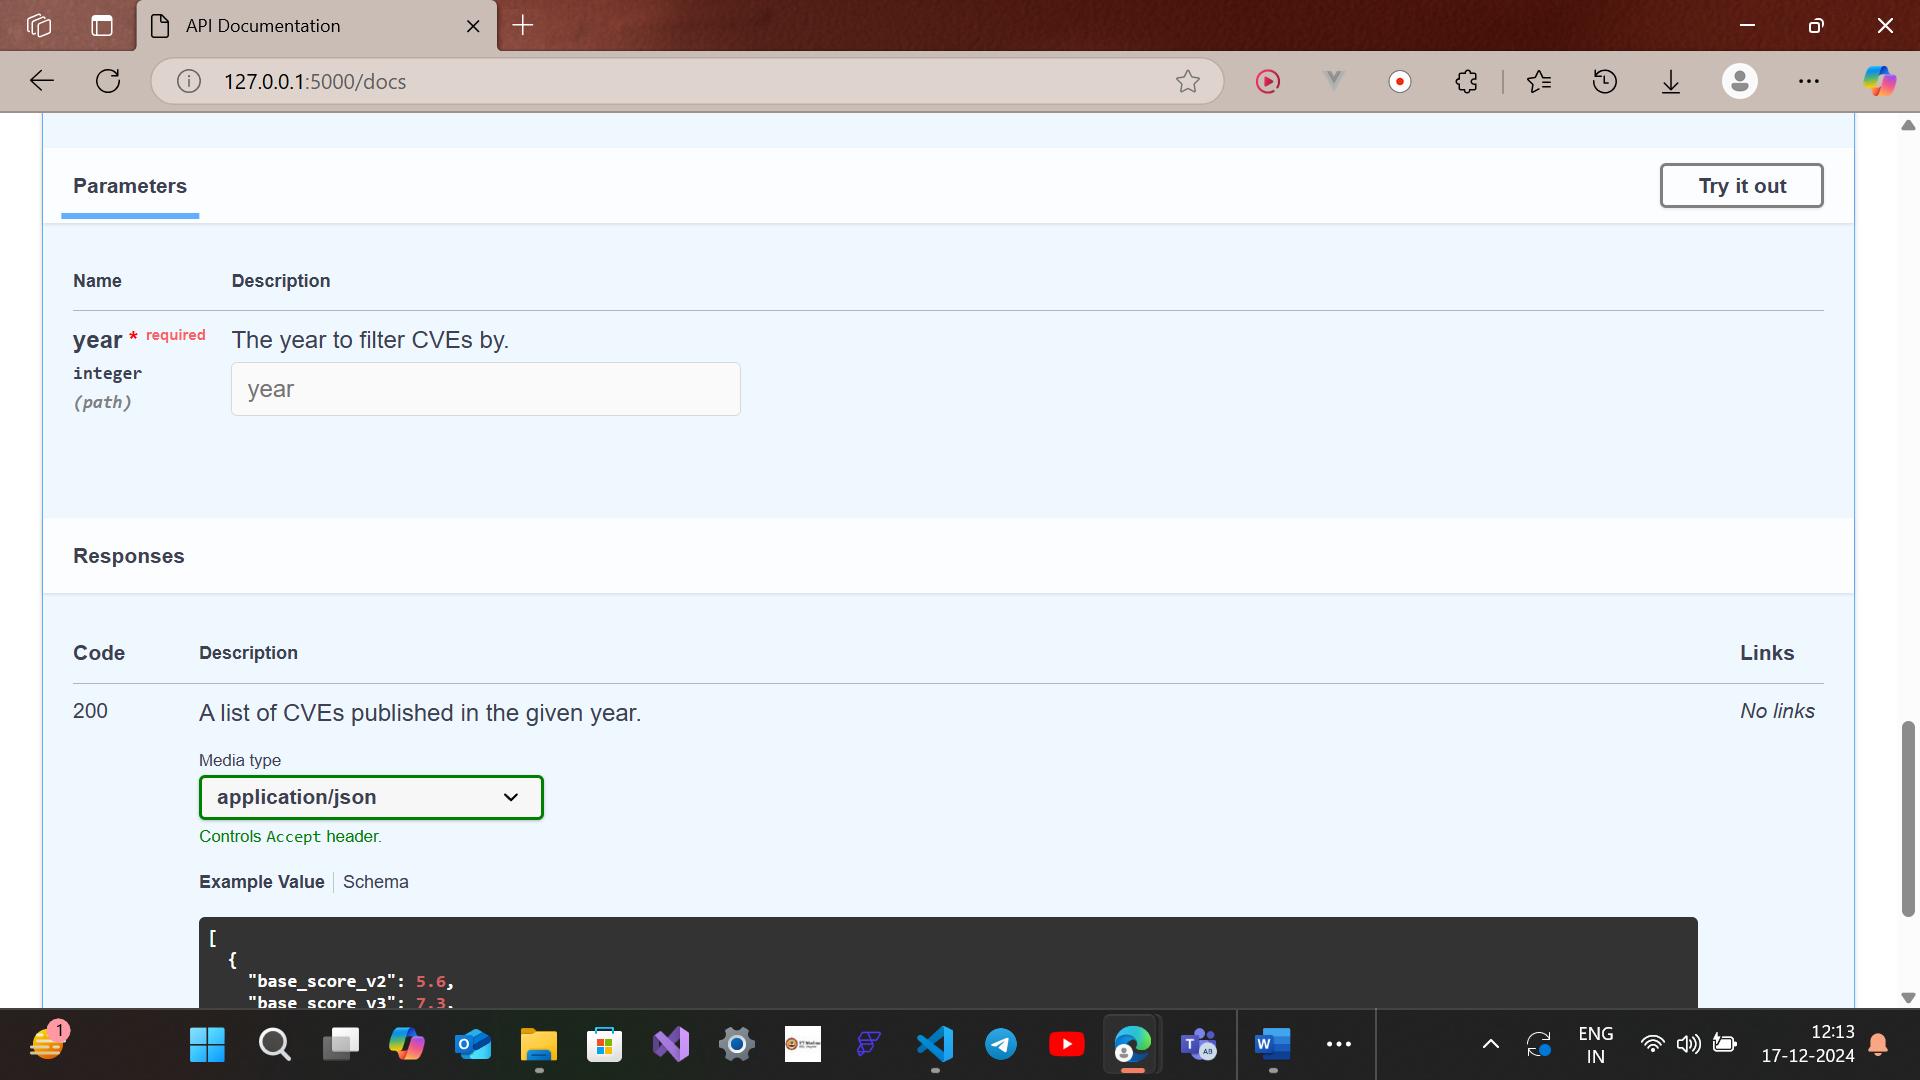 API Documentation
127.0.0.1:5000/docs
Parameters
Try it out
Name
Description
year * required
The year to filter CVEs by.
integer
(path)
year
Responses
Code
Description
Links
200
A list of CVEs published in the given year.
No links
Media type
application/json
Controls Accept header.
Example Value
Schema
[
{
"base_score_v2": 5.6,
"base_score_v3": 7.3,
1
ENG
IN
12:13
17-12-2024